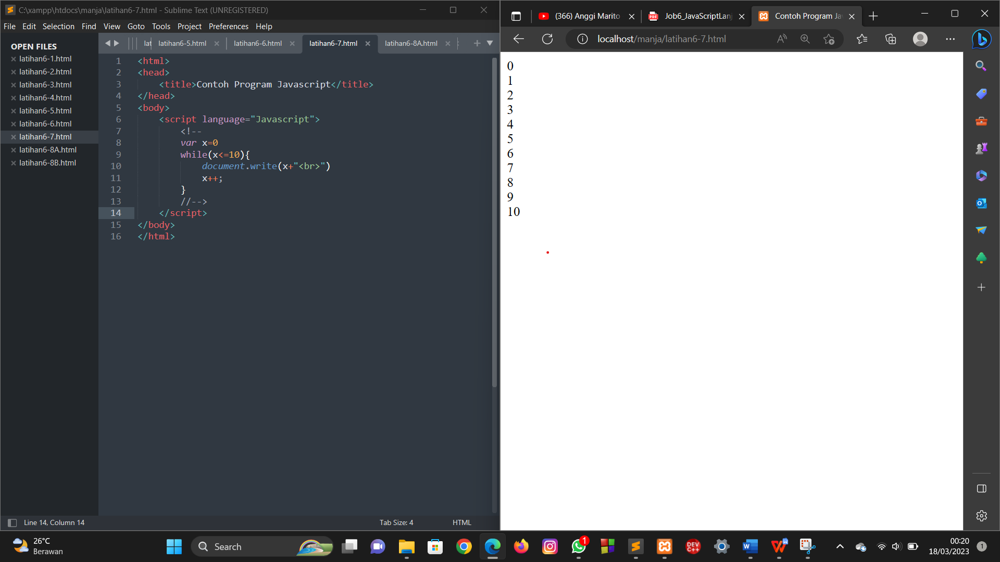 C:\xampp\htdocs\manja\latihan6-7.html - Sublime Text (UNREGISTERED)
File Edit Selection Find View Goto Tools Project Preferences Help
OPEN FILES
latihan6-1.html
latihan6-2.html
latihan6-3.html
latihan6-4.html
latihan6-5.html
latihan6-6.html
latihan6-7.html
latihan6-8A.html
latihan6-8B.html
lat latihan6-5.html latihan6-6.html latihan6-7.html latihan6-8A.html
1 <html>
2 <head>
3 <title>Contoh Program Javascript</title>
4 </head>
5 <body>
6 <script language="Javascript">
7 <!--
8 var x=0
9 while(x<=10){
10 document.write(x+"<br>")
11 x++;
12 }
13 //-->
14 </script>
15 </body>
16 </html>
Line 14, Column 14 Tab Size: 4 HTML
(366) Anggi Marito Job6_JavaScriptLanj Contoh Program Ja
localhost/manja/latihan6-7.html
0
1
2
3
4
5
6
7
8
9
10
26°C
Berawan
Search
1
DEV
C++
00:20
18/03/2023
1